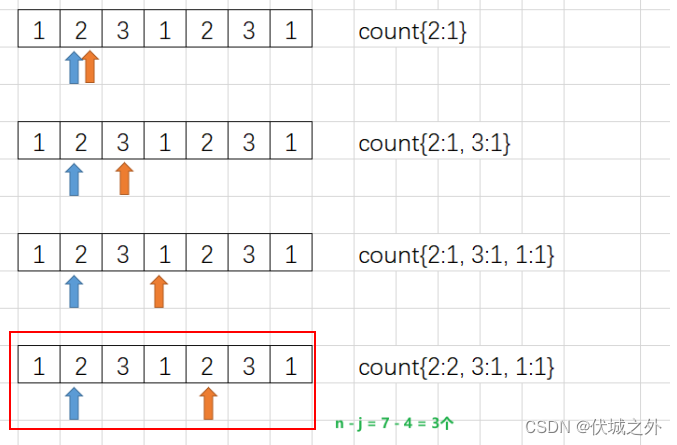 1 2 3 1 2 3 1 count{2:1}
1 2 3 1 2 3 1 count{2:1, 3:1}
1 2 3 1 2 3 1 count{2:1, 3:1, 1:1}
1 2 3 1 2 3 1 count{2:2, 3:1, 1:1}
n - j = 7 - 4 = 3个
CSDN @伏城之外